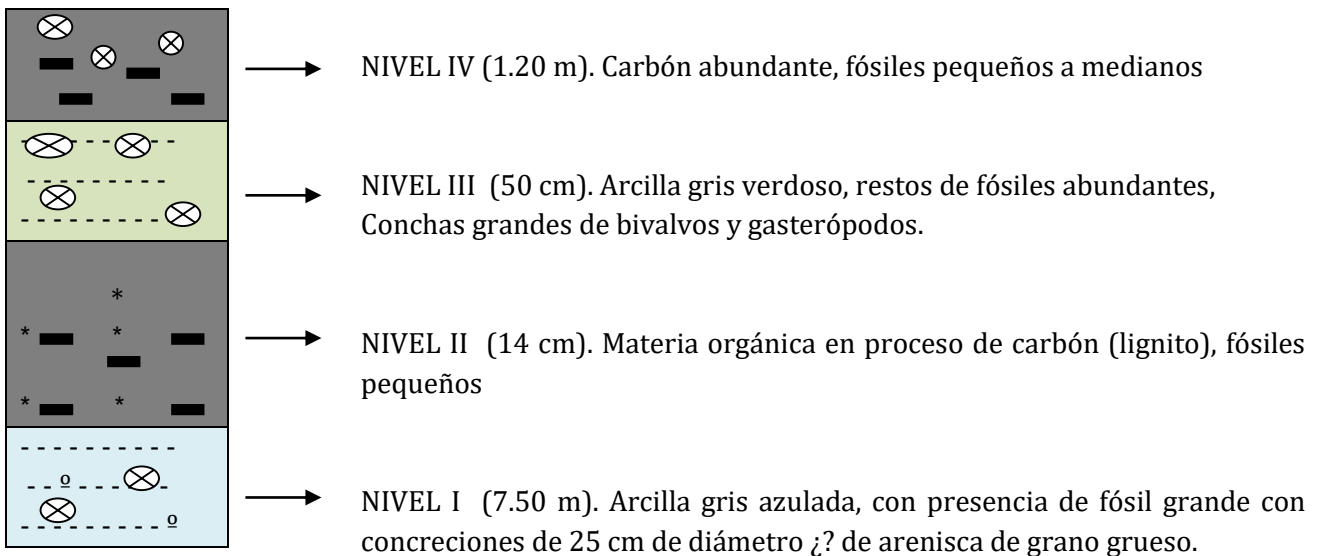 NIVEL IV (1.20 m). Carbón abundante, fósiles pequeños a medianos
NIVEL III (50 cm). Arcilla gris verdoso, restos de fósiles abundantes,
Conchas grandes de bivalvos y gasterópodos.
NIVEL II (14 cm). Materia orgánica en proceso de carbón (lignito), fósiles
pequeños
NIVEL I (7.50 m). Arcilla gris azulada, con presencia de fósil grande con
concreciones de 25 cm de diámetro ¿? de arenisca de grano grueso.